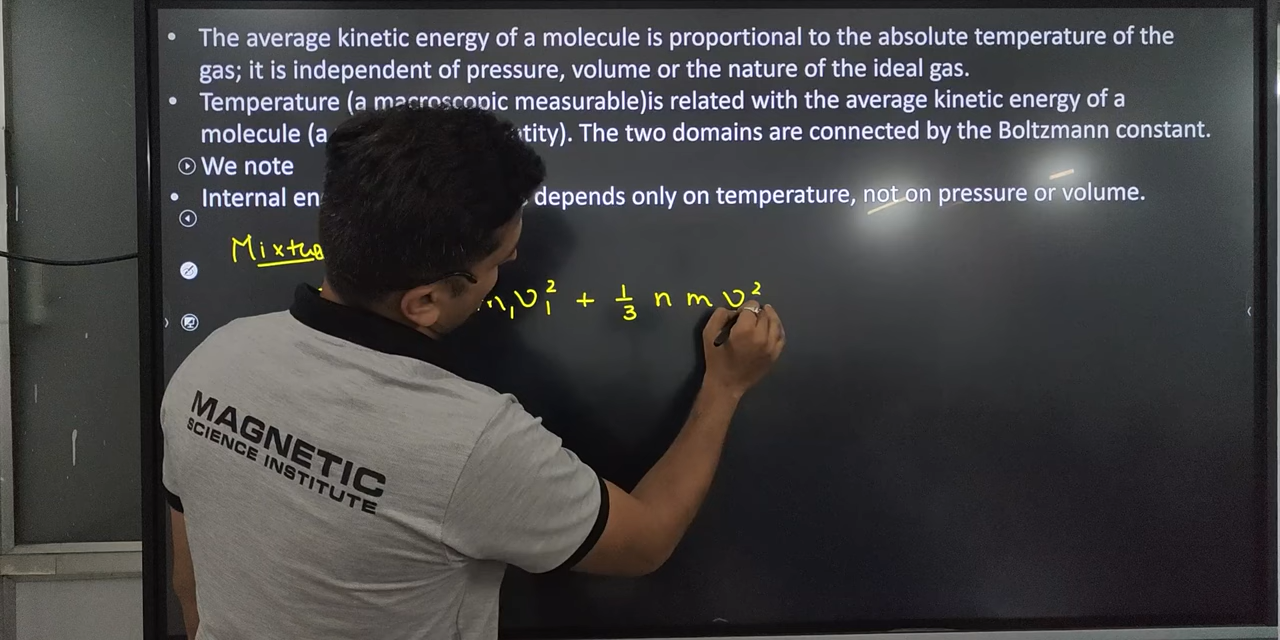 • The average kinetic energy of a molecule is proportional to the absolute temperature of the
gas; it is independent of pressure, volume or the nature of the ideal gas.
• Temperature (a macroscopic measurable)is related with the average kinetic energy of a
molecule (a tity). The two domains are connected by the Boltzmann constant.
We note
• Internal en depends only on temperature, not on pressure or volume.
υ₁² + 1/3 n m υ²
MAGNETIC
SCIENCE INSTITUTE